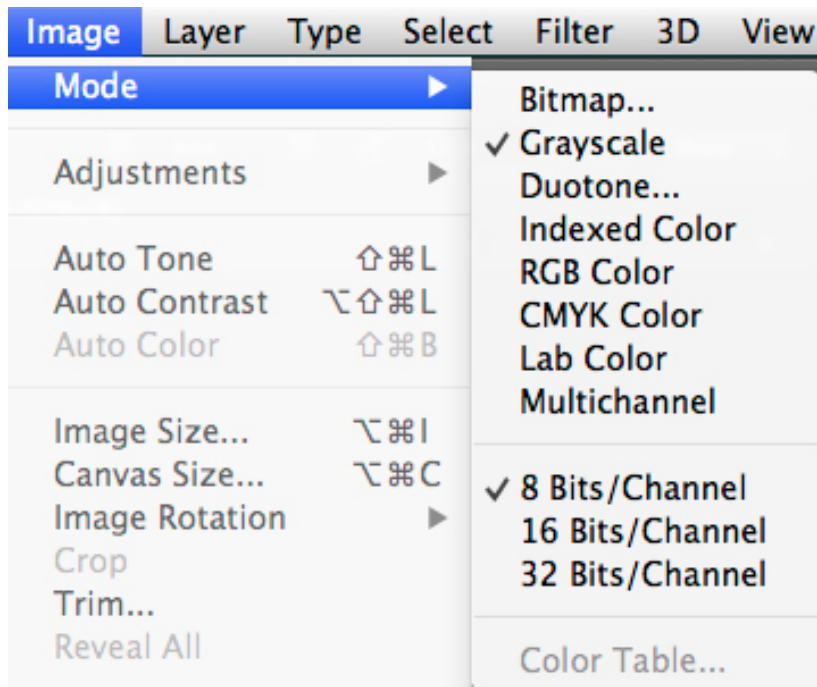 Image Layer Type Select Filter 3D View
Mode
Adjustments
Auto Tone ⇧⌘L
Auto Contrast ⌥⇧⌘L
Auto Color ⇧⌘B
Image Size... ⌥⌘I
Canvas Size... ⌥⌘C
Image Rotation
Crop
Trim...
Reveal All
Bitmap...
✓ Grayscale
Duotone...
Indexed Color
RGB Color
CMYK Color
Lab Color
Multichannel
✓ 8 Bits/Channel
16 Bits/Channel
32 Bits/Channel
Color Table...